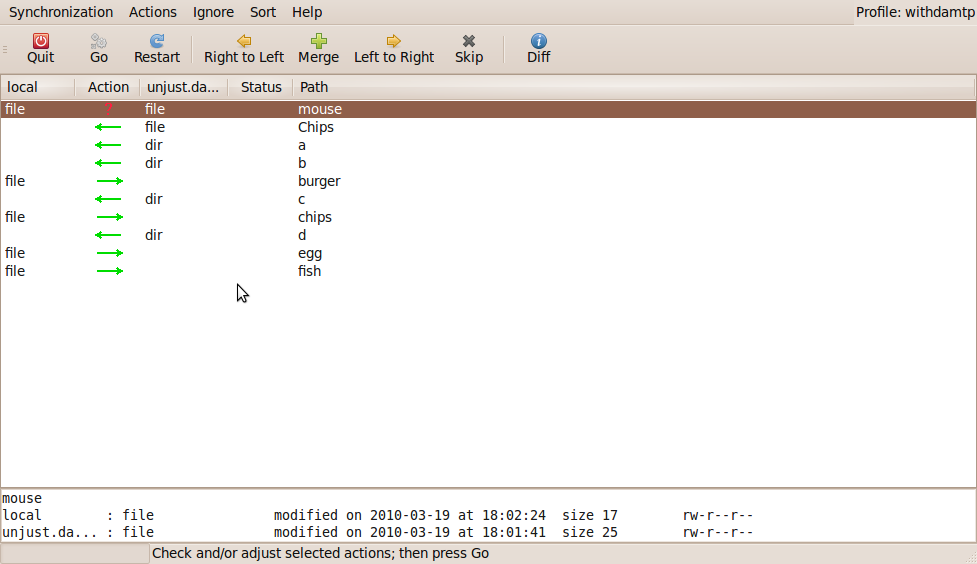 Synchronization Actions Ignore Sort Help Profile: withdamtp
Quit Go Restart Right to Left Merge Left to Right Skip Diff
local Action unjust.da... Status Path
file ? file mouse
file Chips
dir a
dir b
file burger
dir c
file chips
dir d
file egg
file fish
mouse
local : file modified on 2010-03-19 at 18:02:24 size 17 rw-r--r--
unjust.da... : file modified on 2010-03-19 at 18:01:41 size 25 rw-r--r--
Check and/or adjust selected actions; then press Go